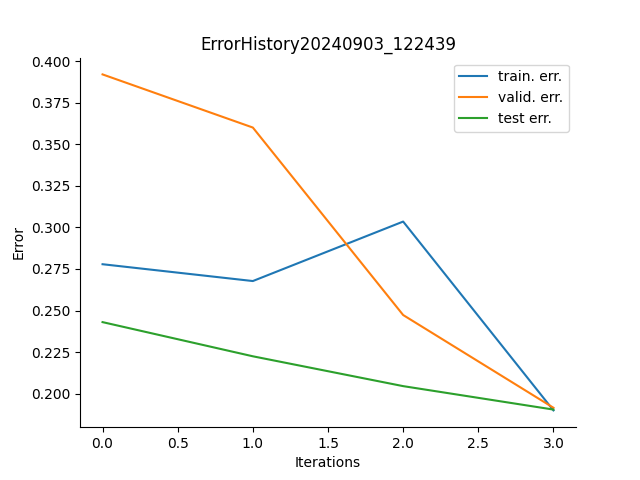 ErrorHistory20240903_122439
train. err.
valid. err.
test err.
Error
0.400
0.375
0.350
0.325
0.300
0.275
0.250
0.225
0.200
0.0 0.5 1.0 1.5 2.0 2.5 3.0
Iterations